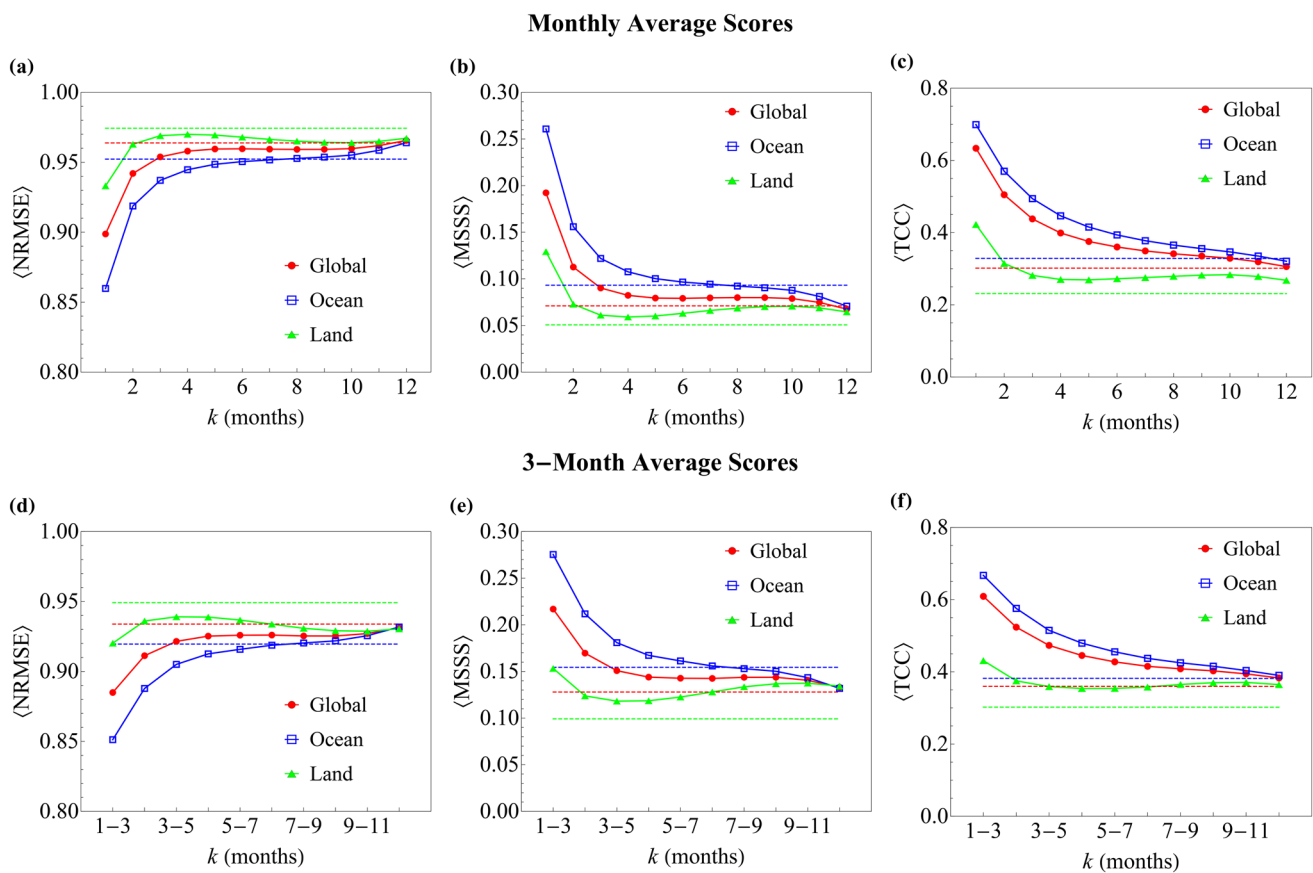 Monthly Average Scores
(a)
1.00
0.95
0.90
0.85
0.80
⟨NRMSE⟩
Global
Ocean
Land
2 4 6 8 10 12
k (months)
(b)
0.30
0.25
0.20
0.15
0.10
0.05
0.00
⟨MSSS⟩
Global
Ocean
Land
2 4 6 8 10 12
k (months)
(c)
0.8
0.6
0.4
0.2
0.0
⟨TCC⟩
Global
Ocean
Land
2 4 6 8 10 12
k (months)
3−Month Average Scores
(d)
1.00
0.95
0.90
0.85
0.80
⟨NRMSE⟩
Global
Ocean
Land
1−3 3−5 5−7 7−9 9−11
k (months)
(e)
0.30
0.25
0.20
0.15
0.10
0.05
0.00
⟨MSSS⟩
Global
Ocean
Land
1−3 3−5 5−7 7−9 9−11
k (months)
(f)
0.8
0.6
0.4
0.2
0.0
⟨TCC⟩
Global
Ocean
Land
1−3 3−5 5−7 7−9 9−11
k (months)